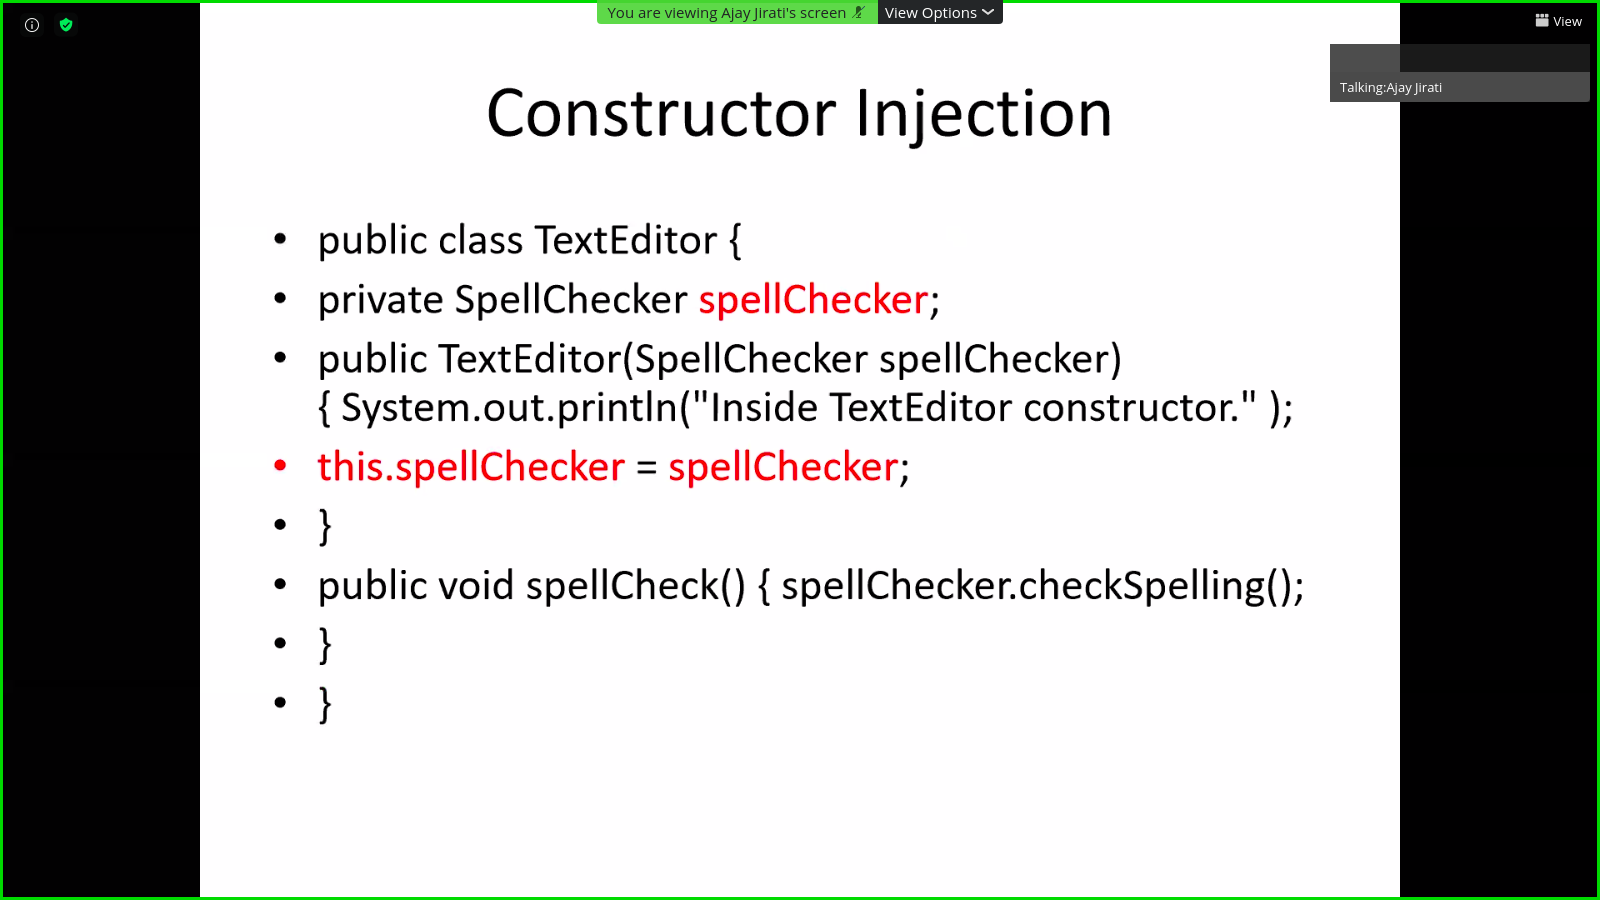 You are viewing Ajay Jirati's screen View Options
View
Talking:Ajay Jirati
Constructor Injection
• public class TextEditor {
• private SpellChecker spellChecker;
• public TextEditor(SpellChecker spellChecker)
{ System.out.println("Inside TextEditor constructor." );
• this.spellChecker = spellChecker;
• }
• public void spellCheck() { spellChecker.checkSpelling();
• }
• }